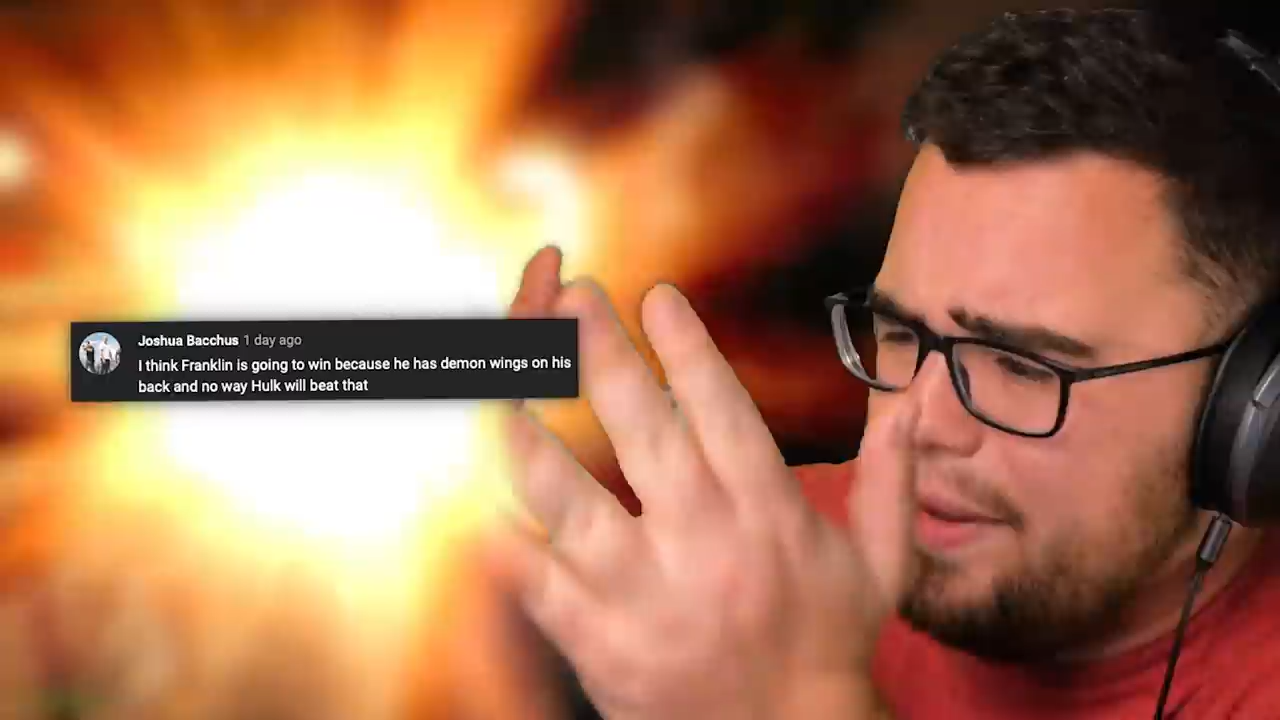 Joshua Bacchus 1 day ago
I think Franklin is going to win because he has demon wings on his
back and no way Hulk will beat that